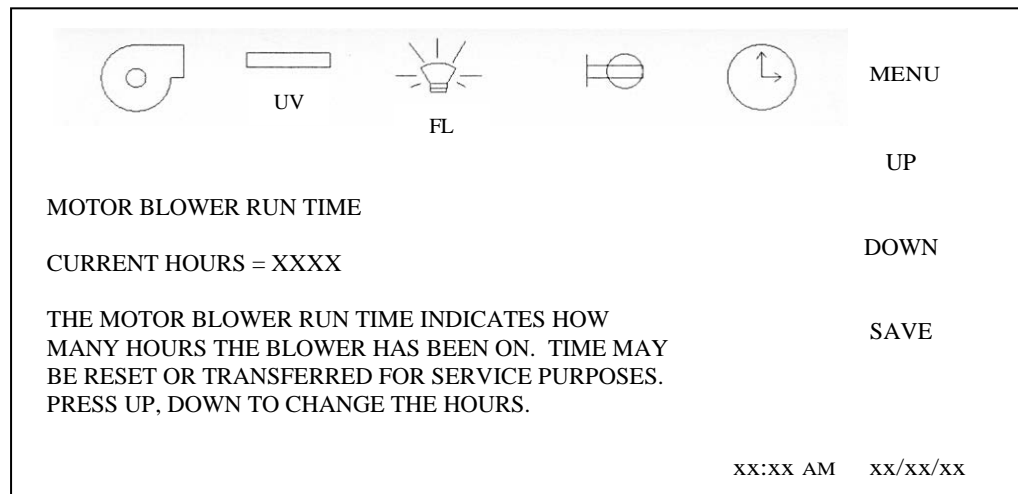 UV
FL
MENU
UP
DOWN
SAVE
MOTOR BLOWER RUN TIME
CURRENT HOURS = XXXX
THE MOTOR BLOWER RUN TIME INDICATES HOW
MANY HOURS THE BLOWER HAS BEEN ON.  TIME MAY
BE RESET OR TRANSFERRED FOR SERVICE PURPOSES.
PRESS UP, DOWN TO CHANGE THE HOURS.
xx:xx AM    xx/xx/xx